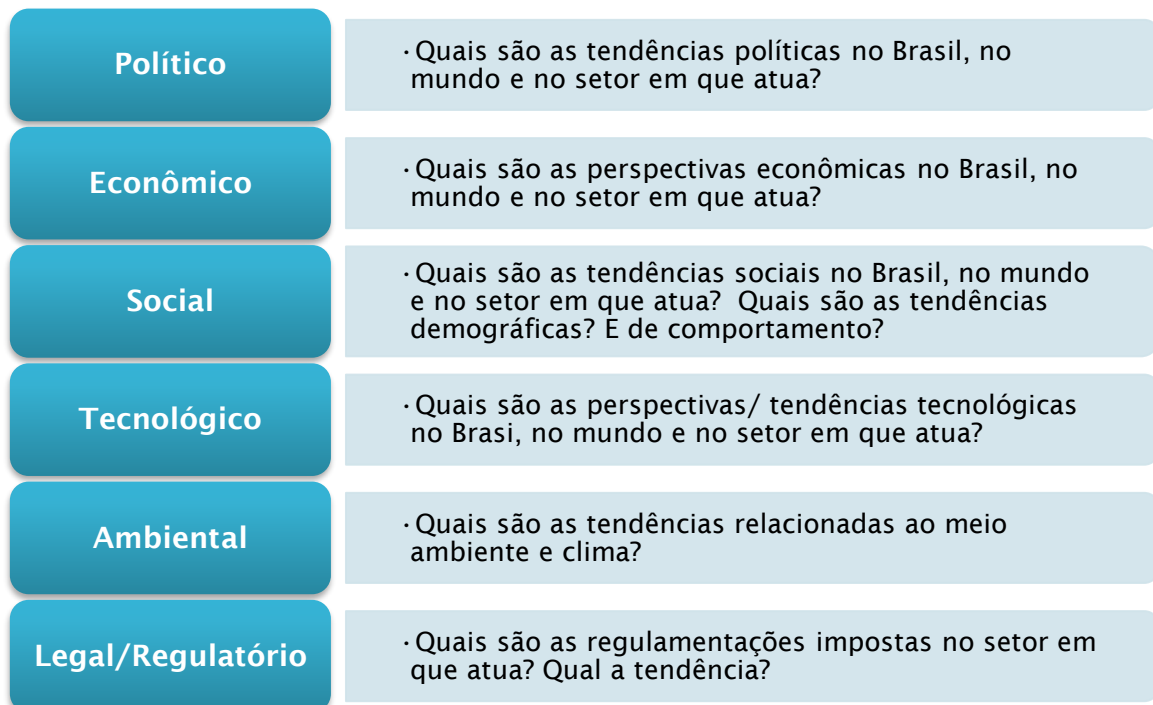 Político
·Quais são as tendências políticas no Brasil, no
mundo e no setor em que atua?
Econômico
·Quais são as perspectivas econômicas no Brasil, no
mundo e no setor em que atua?
Social
·Quais são as tendências sociais no Brasil, no mundo
e no setor em que atua?  Quais são as tendências
demográficas? E de comportamento?
Tecnológico
·Quais são as perspectivas/ tendências tecnológicas
no Brasi, no mundo e no setor em que atua?
Ambiental
·Quais são as tendências relacionadas ao meio
ambiente e clima?
Legal/Regulatório
·Quais são as regulamentações impostas no setor em
que atua? Qual a tendência?